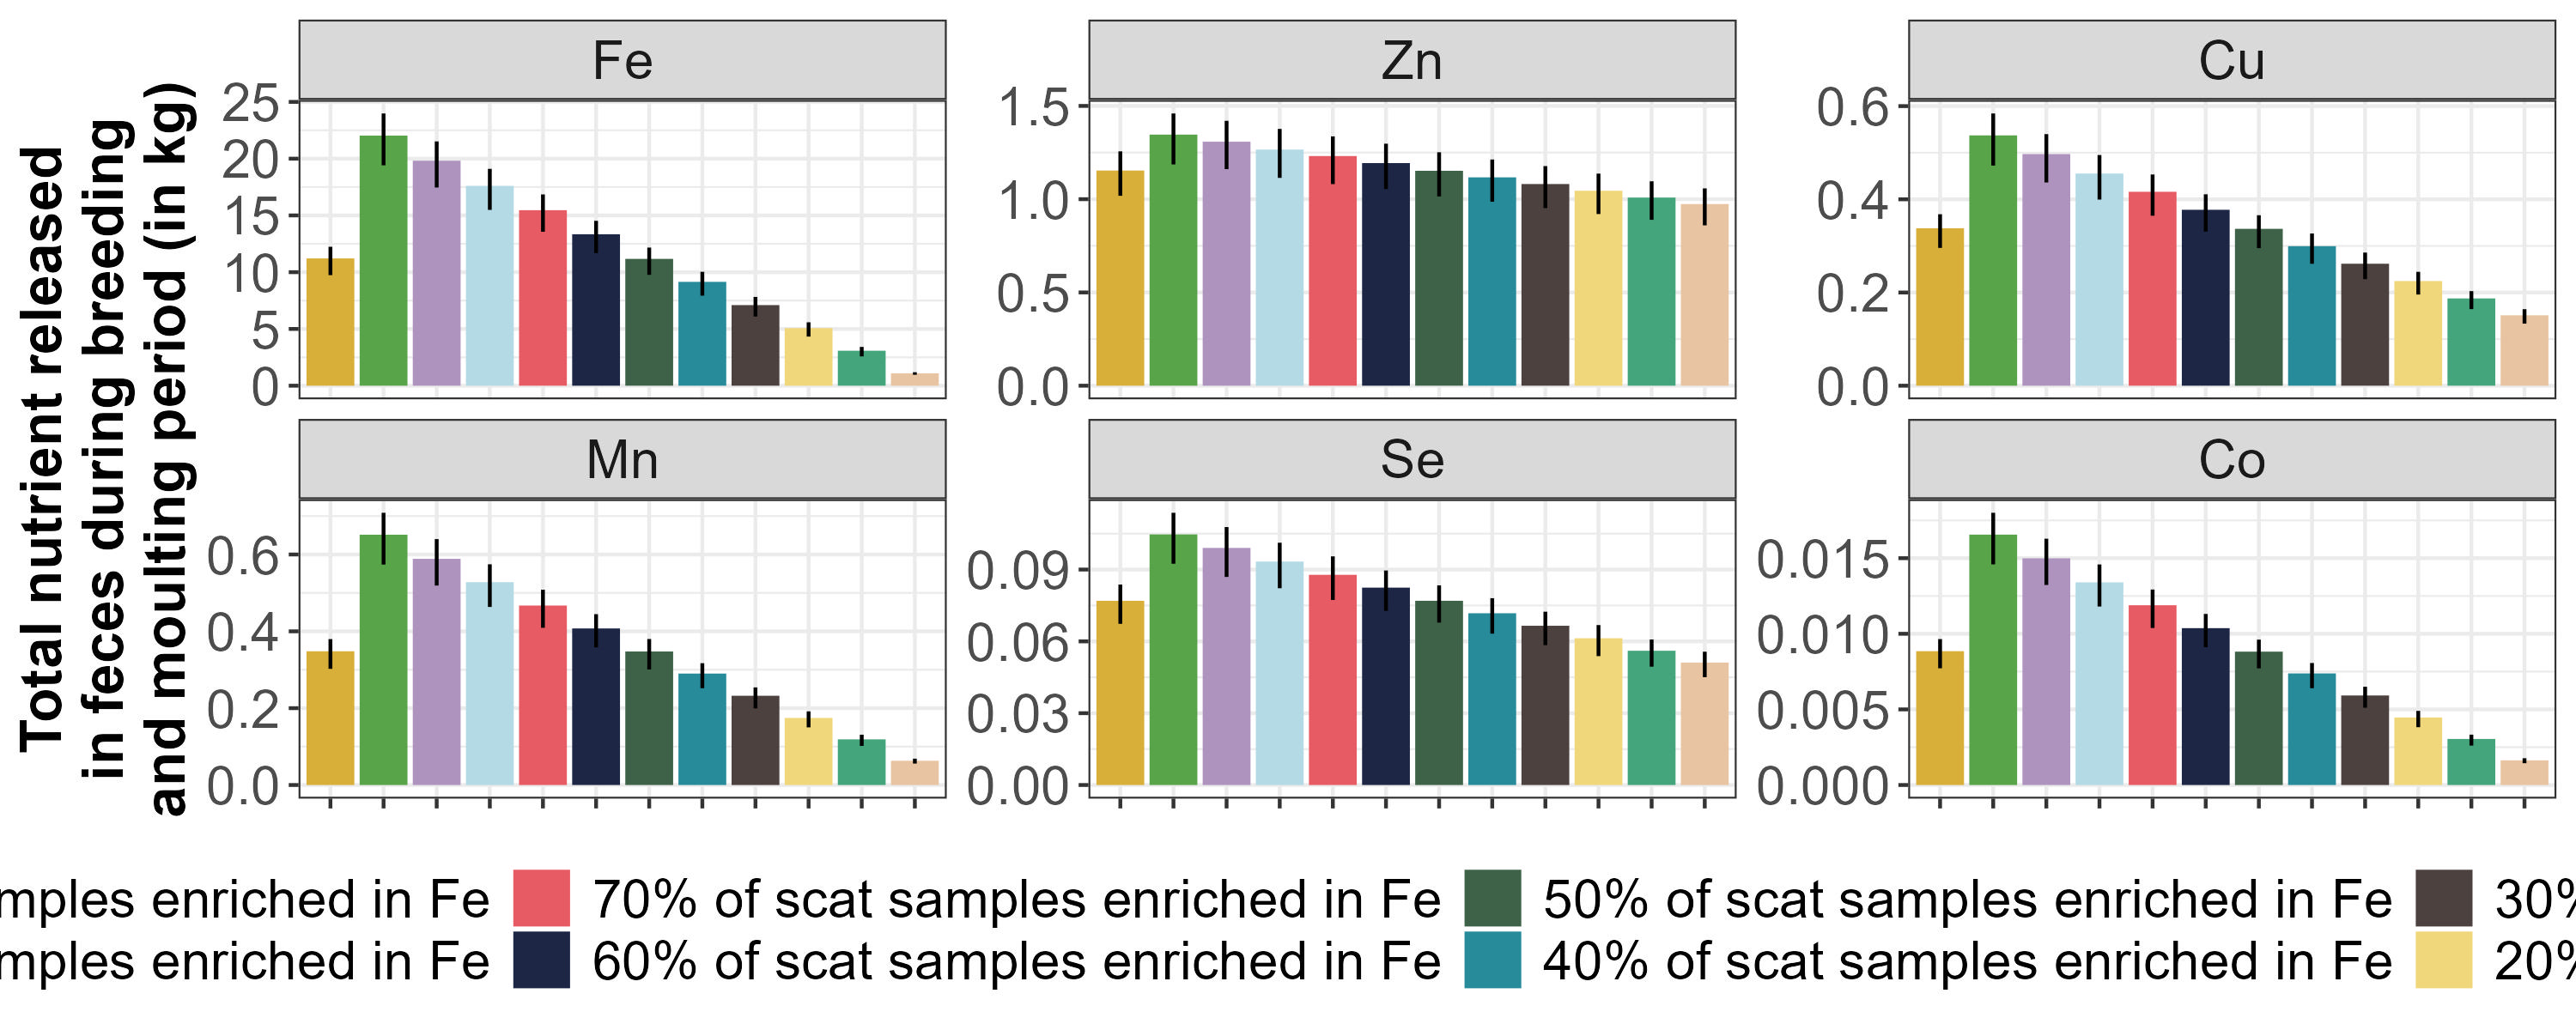 Total nutrient released
in feces during breeding
and moulting period (in kg)
Fe
25
20
15
10
5
0
Zn
1.5
1.0
0.5
0.0
Cu
0.6
0.4
0.2
0.0
Mn
0.6
0.4
0.2
0.0
Se
0.09
0.06
0.03
0.00
Co
0.015
0.010
0.005
0.000
mples enriched in Fe 70% of scat samples enriched in Fe 50% of scat samples enriched in Fe 30%
mples enriched in Fe 60% of scat samples enriched in Fe 40% of scat samples enriched in Fe 20%